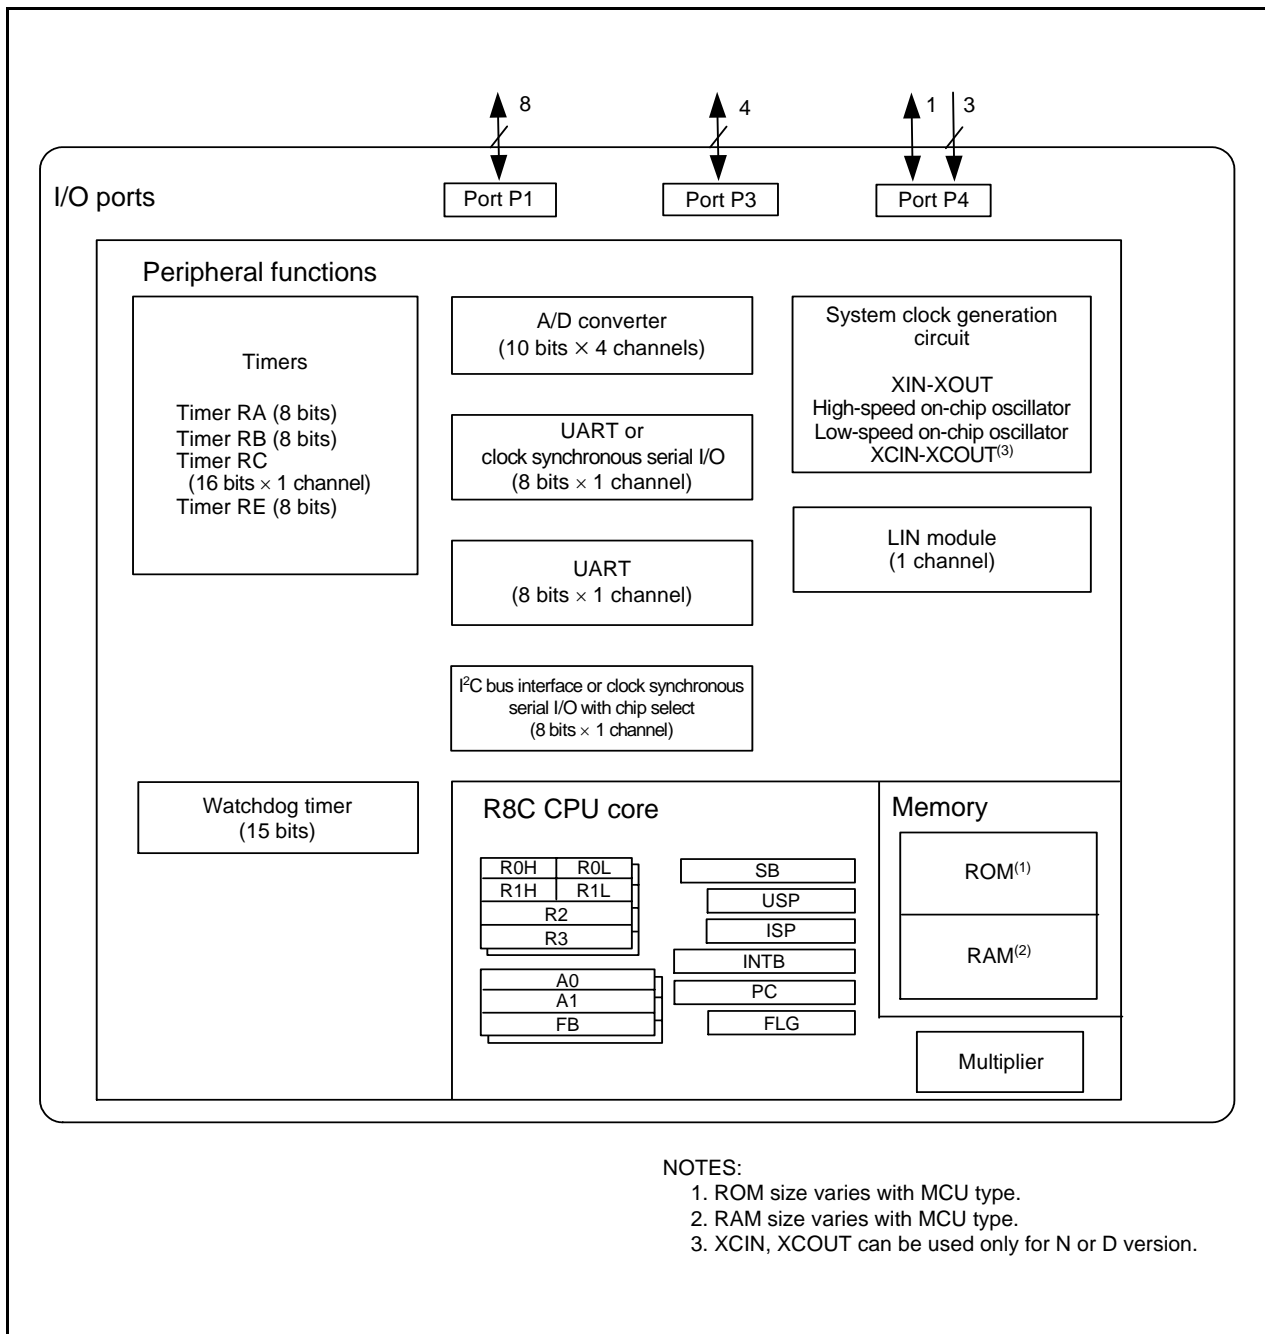 8
4
1
3
I/O ports
Port P1
Port P3
Port P4
Peripheral functions
Timers
Timer RA (8 bits)
Timer RB (8 bits)
Timer RC
(16 bits × 1 channel)
Timer RE (8 bits)
A/D converter
(10 bits × 4 channels)
UART or
clock synchronous serial I/O
(8 bits × 1 channel)
UART
(8 bits × 1 channel)
I²C bus interface or clock synchronous
serial I/O with chip select
(8 bits × 1 channel)
System clock generation
circuit
XIN-XOUT
High-speed on-chip oscillator
Low-speed on-chip oscillator
XCIN-XCOUT(3)
LIN module
(1 channel)
Watchdog timer
(15 bits)
R8C CPU core
R0H R0L
R1H R1L
R2
R3
A0
A1
FB
SB
USP
ISP
INTB
PC
FLG
Memory
ROM(1)
RAM(2)
Multiplier
NOTES:
1. ROM size varies with MCU type.
2. RAM size varies with MCU type.
3. XCIN, XCOUT can be used only for N or D version.